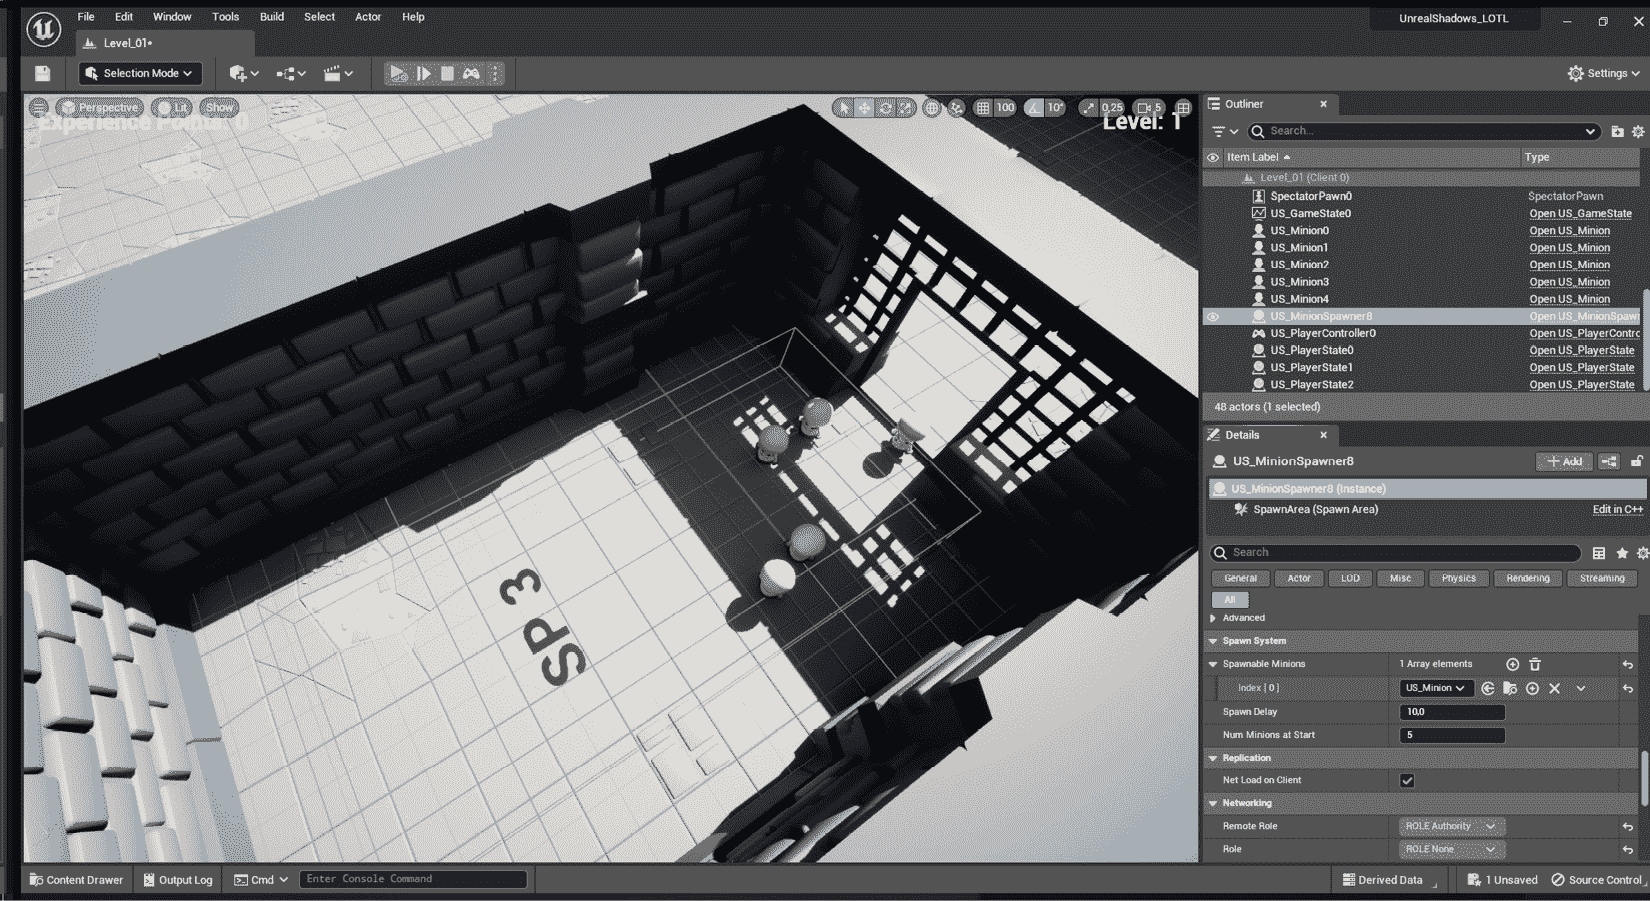 File Edit Window Tools Build Select Actor Help
UnrealShadows_LOTL
Level_01•
Selection Mode
Settings
Perspective Lit Show
100 10° 0,25 5
Experience Points: 0
Level: 1
Outliner
Search...
Item Label Type
Level_01 (Client 0)
SpectatorPawn0 SpectatorPawn
US_GameState0 Open US_GameState
US_Minion0 Open US_Minion
US_Minion1 Open US_Minion
US_Minion2 Open US_Minion
US_Minion3 Open US_Minion
US_Minion4 Open US_Minion
US_MinionSpawner8 Open US_MinionSpawn
US_PlayerController0 Open US_PlayerContro
US_PlayerState0 Open US_PlayerState
US_PlayerState1 Open US_PlayerState
US_PlayerState2 Open US_PlayerState
48 actors (1 selected)
Details
US_MinionSpawner8
Add
US_MinionSpawner8 (Instance)
SpawnArea (Spawn Area) Edit in C++
Search
General Actor LOD Misc Physics Rendering Streaming
All
Advanced
Spawn System
Spawnable Minions 1 Array elements
Index [ 0 ] US_Minion
Spawn Delay 10,0
Num Minions at Start 5
Replication
Net Load on Client
Networking
Remote Role ROLE Authority
Role ROLE None
SP 3
Content Drawer Output Log Cmd Enter Console Command
Derived Data 1 Unsaved Source Control